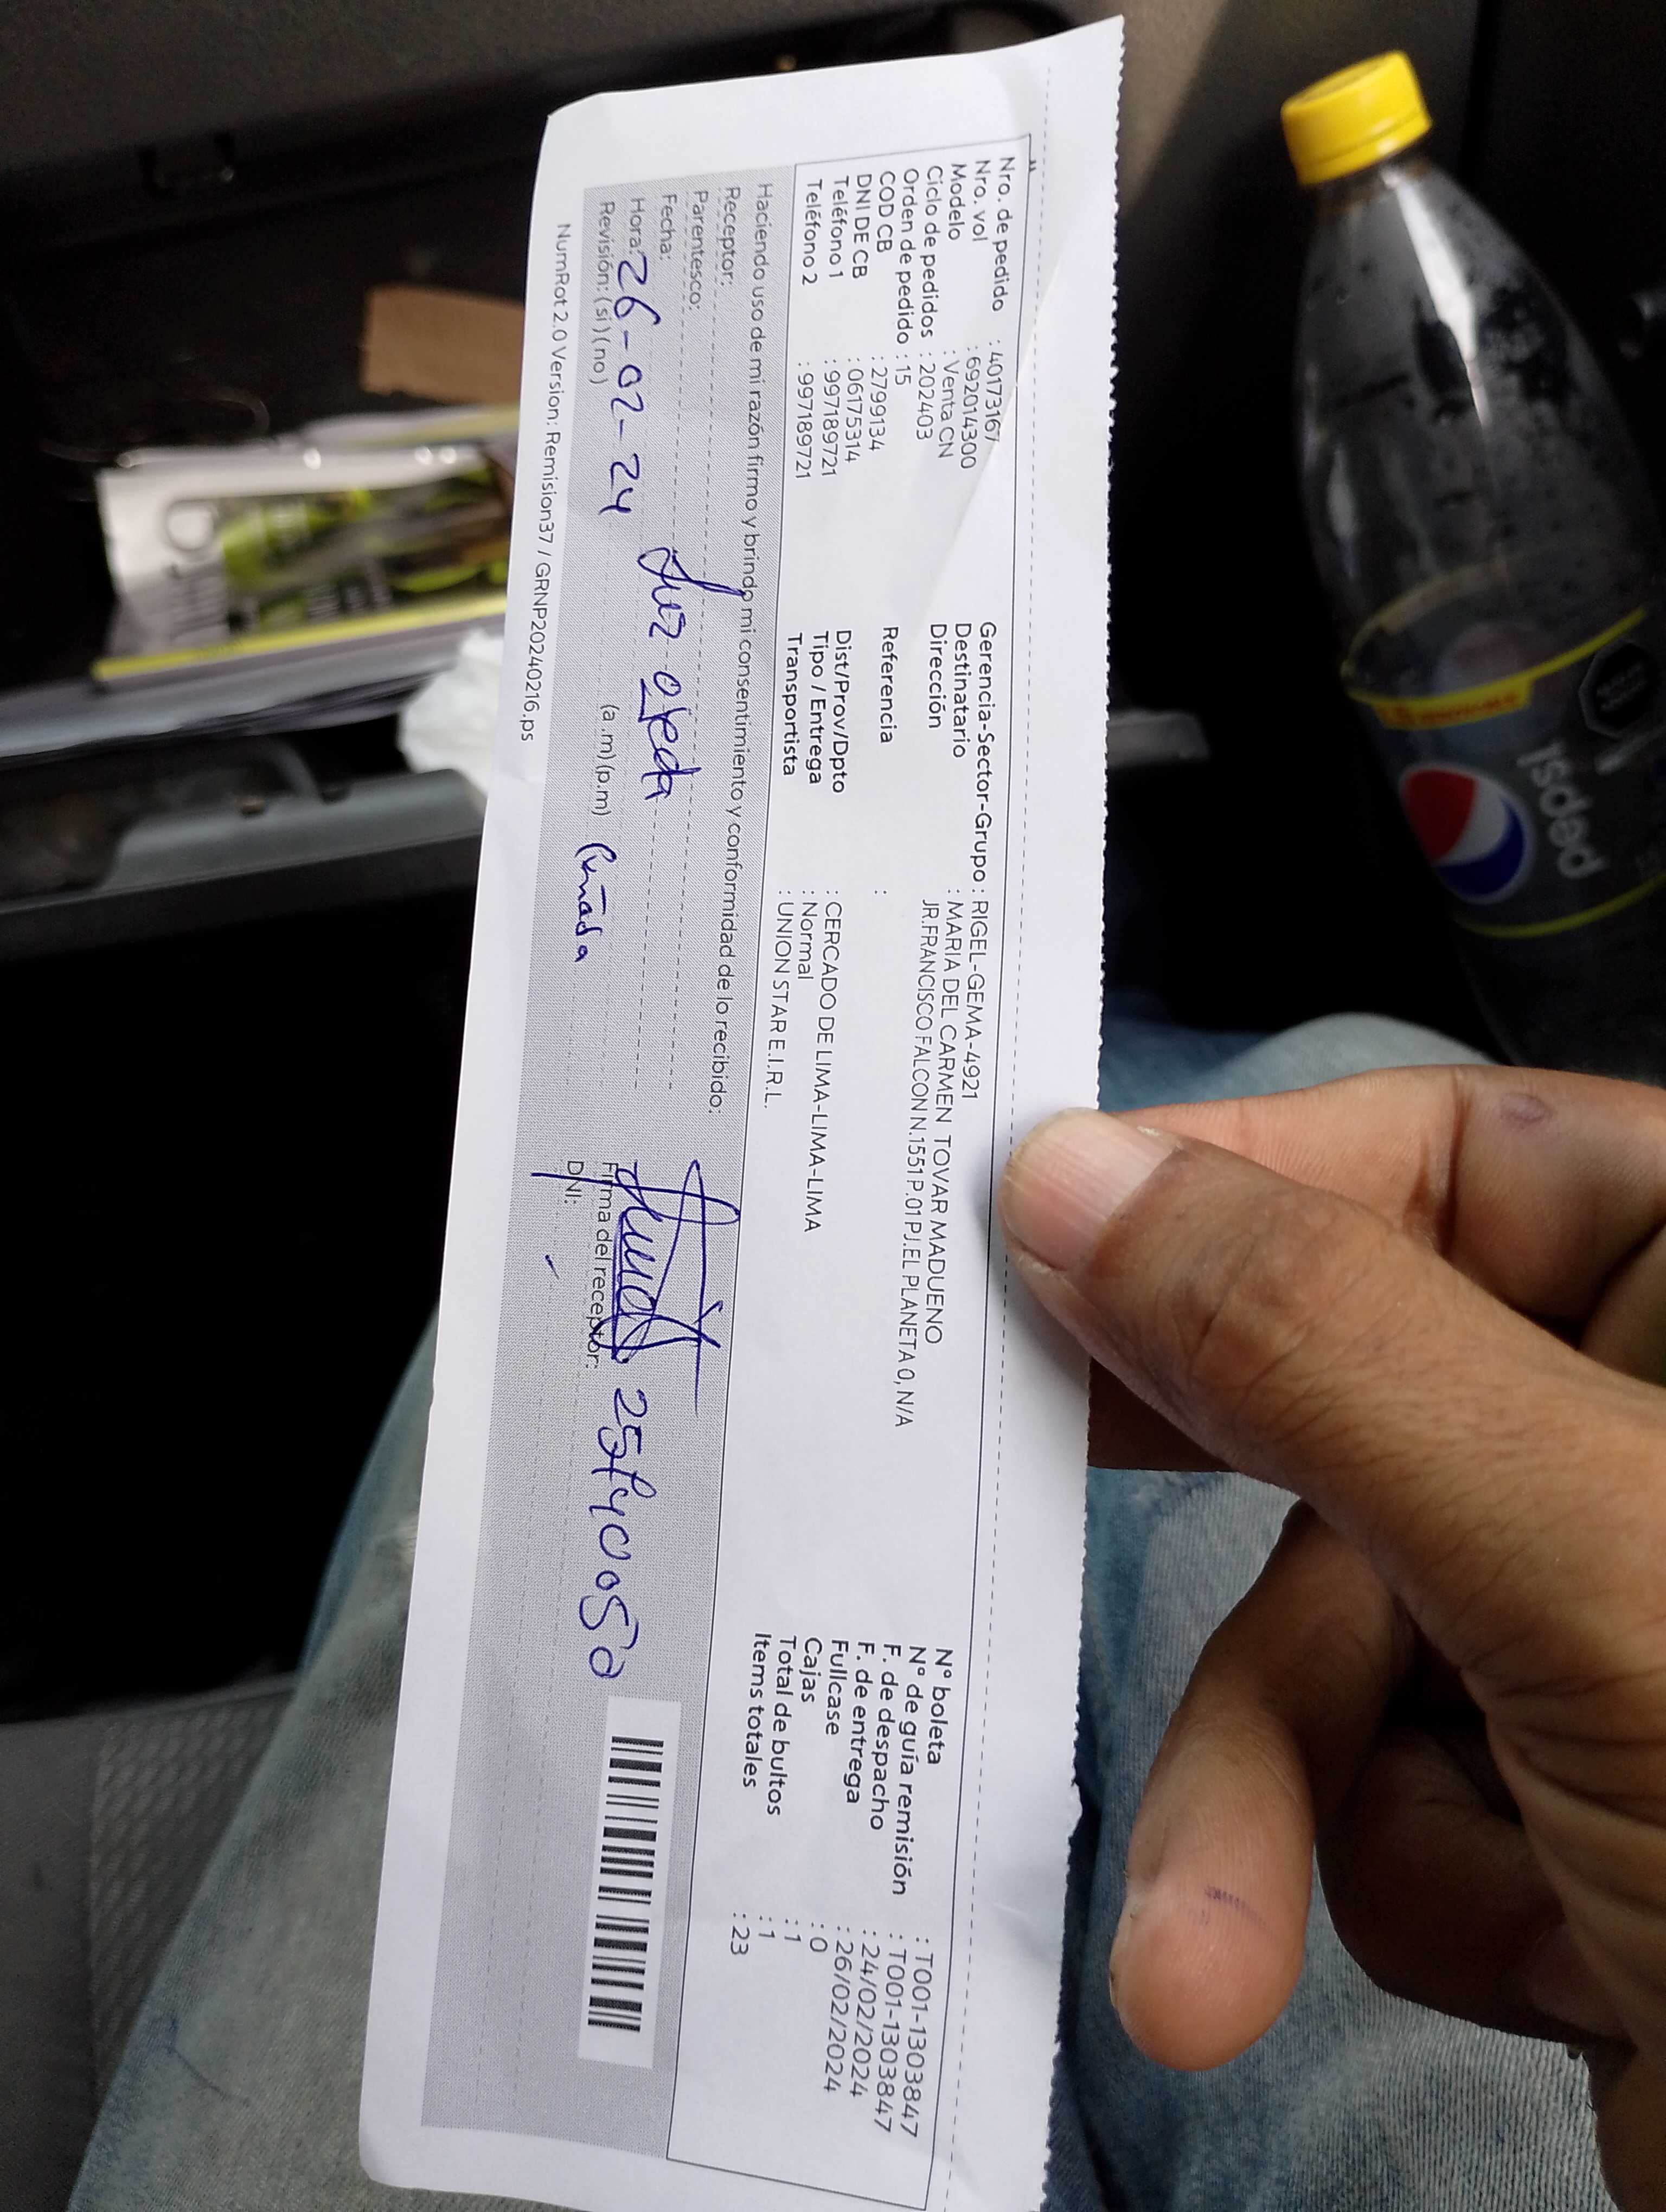 Nro. de pedido : 40173167
Nro. vol : 692014300
Modelo : Venta CN
Ciclo de pedidos : 202403
Orden de pedido : 15
COD CB : 2799134
DNI DE CB : 06175314
Teléfono 1 : 997189721
Teléfono 2 : 997189721
Gerencia-Sector-Grupo : RIGEL-GEMA-4921
Destinatario : MARIA DEL CARMEN TOVAR MADUENO
Dirección JR.FRANCISCO FALCON N.1551 P.01 PJ.EL PLANETA 0, N/A
Referencia :
Dist/Prov/Dpto : CERCADO DE LIMA-LIMA-LIMA
Tipo / Entrega : Normal
Transportista : UNION STAR E.I.R.L.
N° boleta : T001-1303847
N° de guía remisión : T001-1303847
F. de despacho : 24/02/2024
F. de entrega : 26/02/2024
Fullcase : 0
Cajas : 1
Total de bultos : 1
Items totales : 23
Haciendo uso de mi razón firmo y brindo mi consentimiento y conformidad de lo recibido:
Receptor:
Parentesco:
Fecha:
Luz Ojeda
Hora: 26-02-24 (a.m) (p.m)
Revisión: (si) (no)
Cuñada
Firma del receptor:
DNI:
NumRot 2.0 Version: Remision37 / GRNP20240216.ps
pepsi